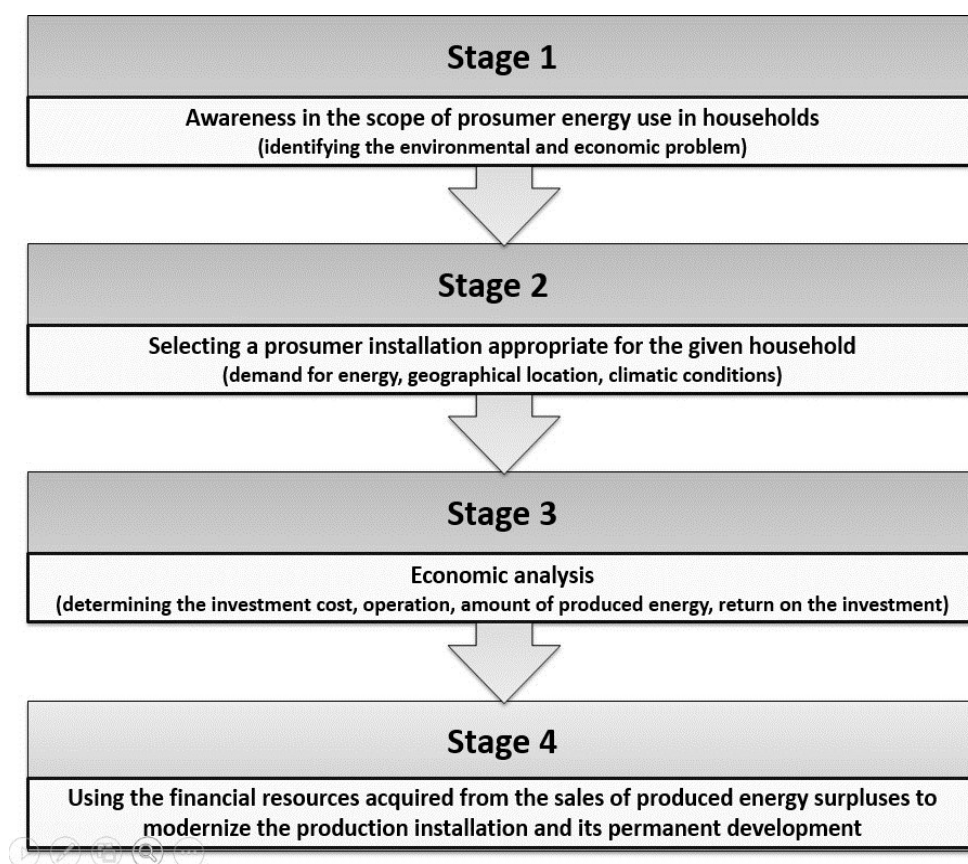 Stage 1
Awareness in the scope of prosumer energy use in households
(identifying the environmental and economic problem)
Stage 2
Selecting a prosumer installation appropriate for the given household
(demand for energy, geographical location, climatic conditions)
Stage 3
Economic analysis
(determining the investment cost, operation, amount of produced energy, return on the investment)
Stage 4
Using the financial resources acquired from the sales of produced energy surpluses to
modernize the production installation and its permanent development